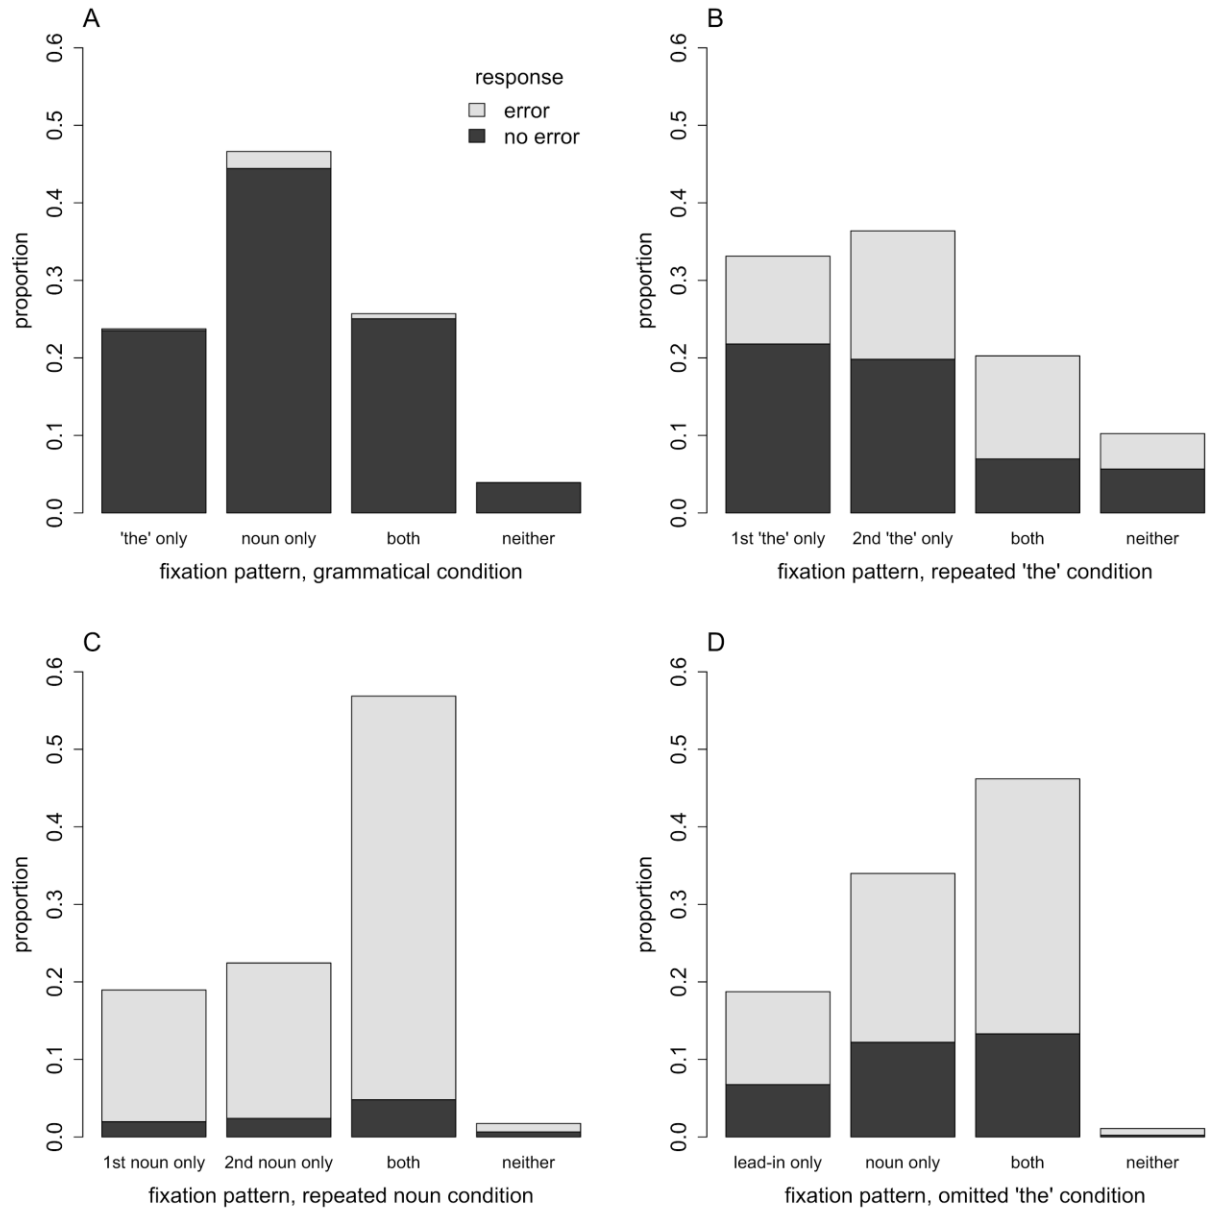 A
0.0 0.1 0.2 0.3 0.4 0.5 0.6
proportion
response
error
no error
'the' only noun only both neither
fixation pattern, grammatical condition
B
0.0 0.1 0.2 0.3 0.4 0.5 0.6
proportion
1st 'the' only 2nd 'the' only both neither
fixation pattern, repeated 'the' condition
C
0.0 0.1 0.2 0.3 0.4 0.5 0.6
proportion
1st noun only 2nd noun only both neither
fixation pattern, repeated noun condition
D
0.0 0.1 0.2 0.3 0.4 0.5 0.6
proportion
lead-in only noun only both neither
fixation pattern, omitted 'the' condition